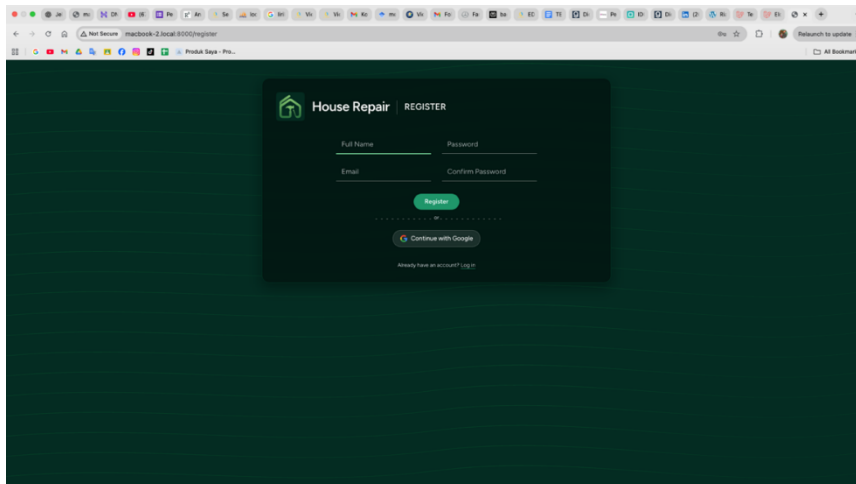 Not Secure macbook-2.local:8000/register
Relaunch to update
Produk Saya - Pro...
All Bookmark
House Repair REGISTER
Full Name Password
Email Confirm Password
Register
or
Continue with Google
Already have an account? Log in